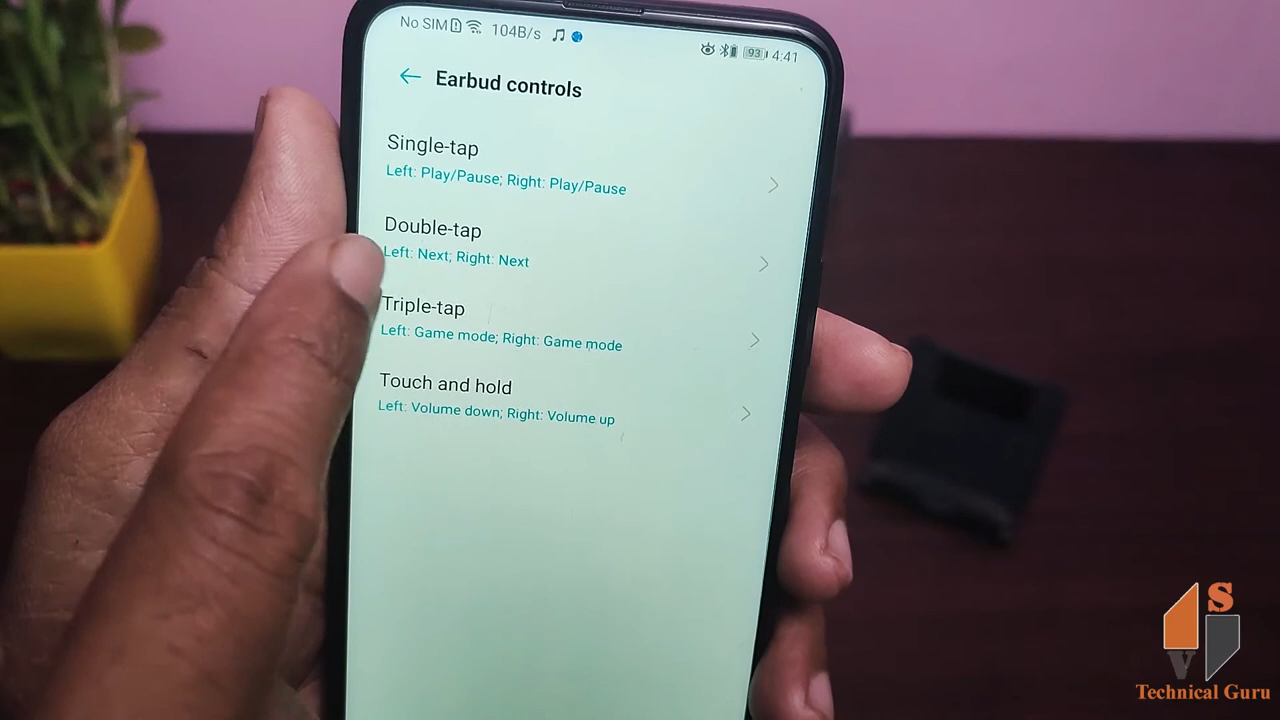 No SIM 104B/s 93 4:41
Earbud controls
Single-tap
Left: Play/Pause; Right: Play/Pause
Double-tap
Left: Next; Right: Next
Triple-tap
Left: Game mode; Right: Game mode
Touch and hold
Left: Volume down; Right: Volume up
S
V
Technical Guru